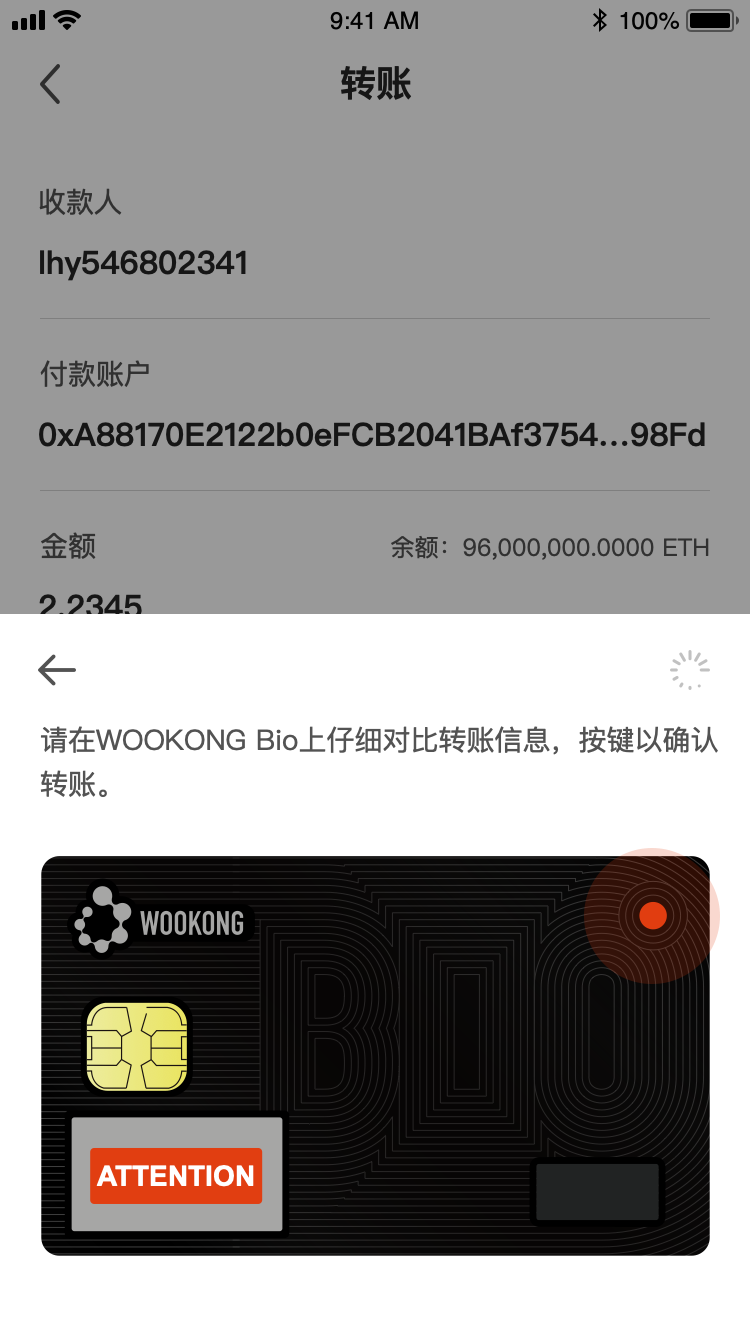 9:41 AM
100%
转账
收款人
lhy546802341
付款账户
0xA88170E2122b0eFCB2041BAf3754...98Fd
金额
余额：96,000,000.0000 ETH
2.2345
请在WOOKONG Bio上仔细对比转账信息，按键以确认
转账。
WOOKONG
BIO
ATTENTION